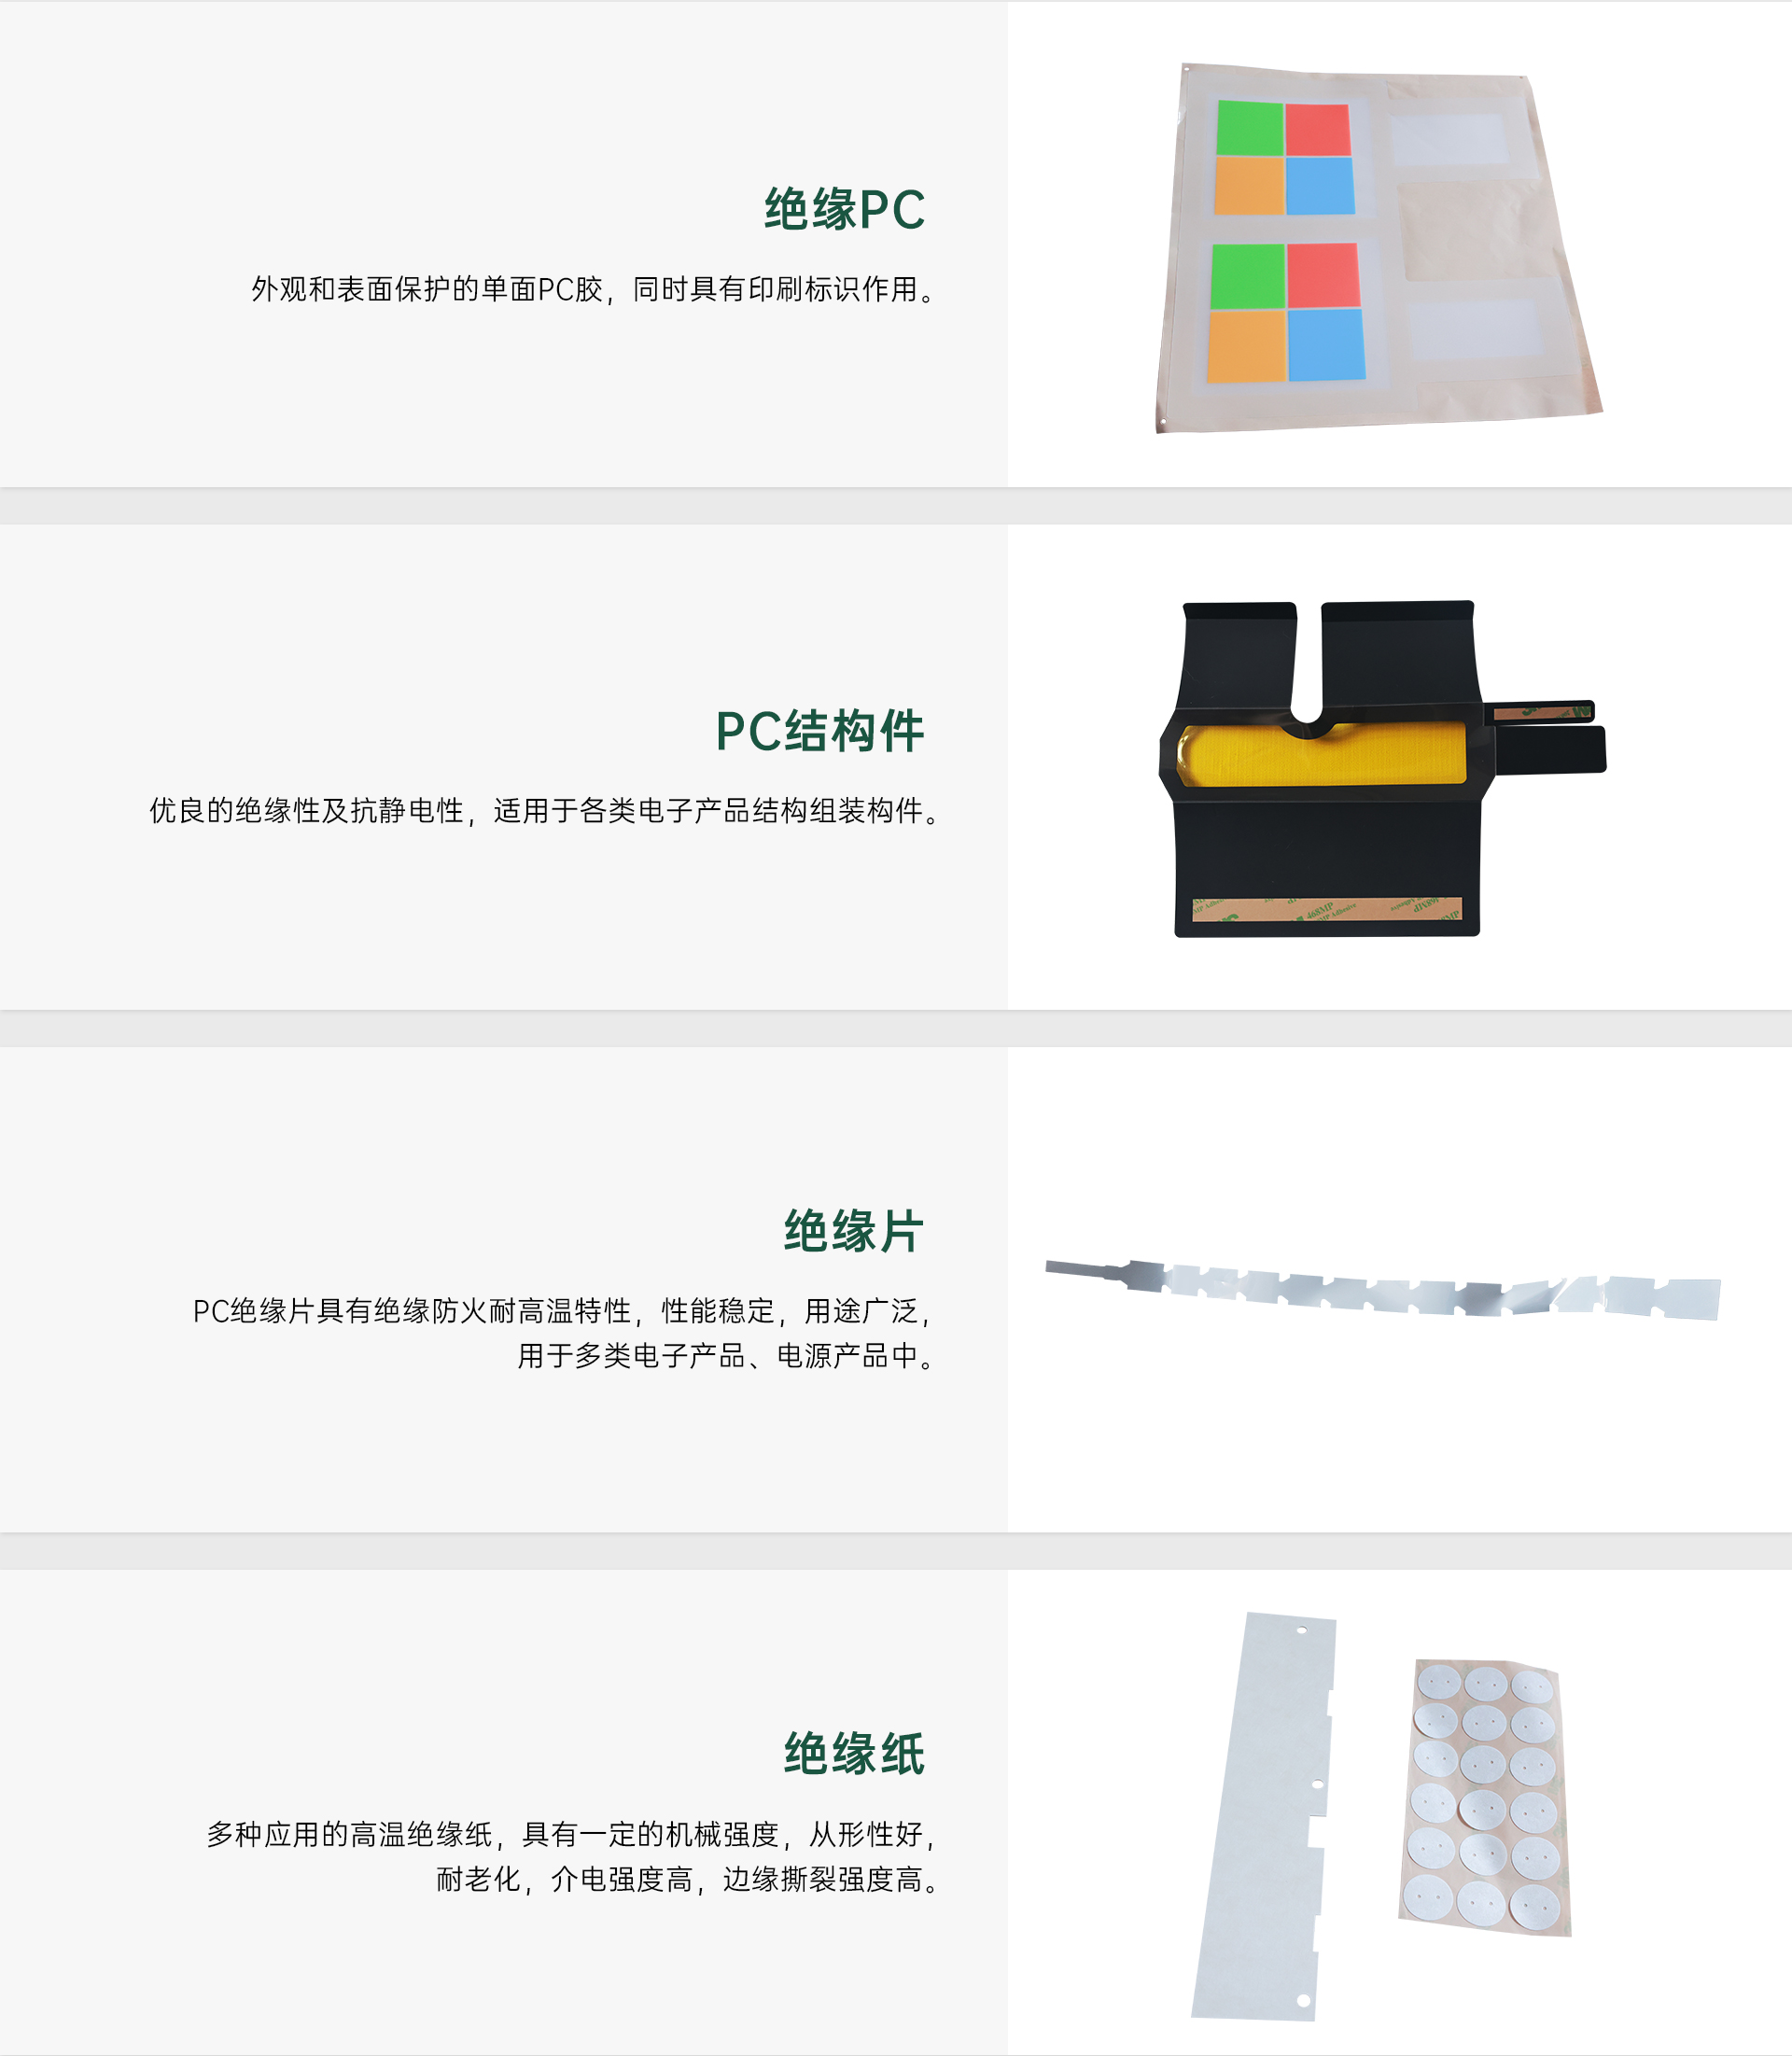 绝缘PC
外观和表面保护的单面PC胶，同时具有印刷标识作用。
PC结构件
优良的绝缘性及抗静电性，适用于各类电子产品结构组装构件。
468MP
绝缘片
PC绝缘片具有绝缘防火耐高温特性，性能稳定，用途广泛，
用于多类电子产品、电源产品中。
绝缘纸
多种应用的高温绝缘纸，具有一定的机械强度，从形性好，
耐老化，介电强度高，边缘撕裂强度高。